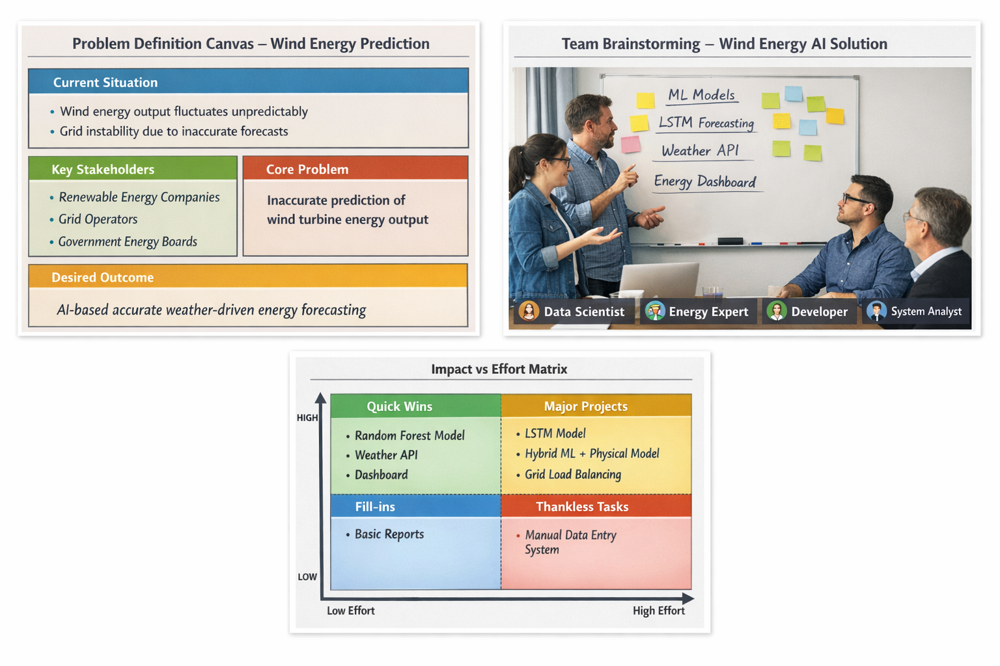 Problem Definition Canvas – Wind Energy Prediction
Current Situation
• Wind energy output fluctuates unpredictably
• Grid instability due to inaccurate forecasts
Key Stakeholders
• Renewable Energy Companies
• Grid Operators
• Government Energy Boards
Core Problem
Inaccurate prediction of
wind turbine energy output
Desired Outcome
AI-based accurate weather-driven energy forecasting
Team Brainstorming – Wind Energy AI Solution
ML Models
LSTM Forecasting
Weather API
Energy Dashboard
Data Scientist
Energy Expert
Developer
System Analyst
Impact vs Effort Matrix
HIGH
Quick Wins
• Random Forest Model
• Weather API
• Dashboard
Major Projects
• LSTM Model
• Hybrid ML + Physical Model
• Grid Load Balancing
Fill-ins
• Basic Reports
Thankless Tasks
• Manual Data Entry
System
LOW
Low Effort
High Effort